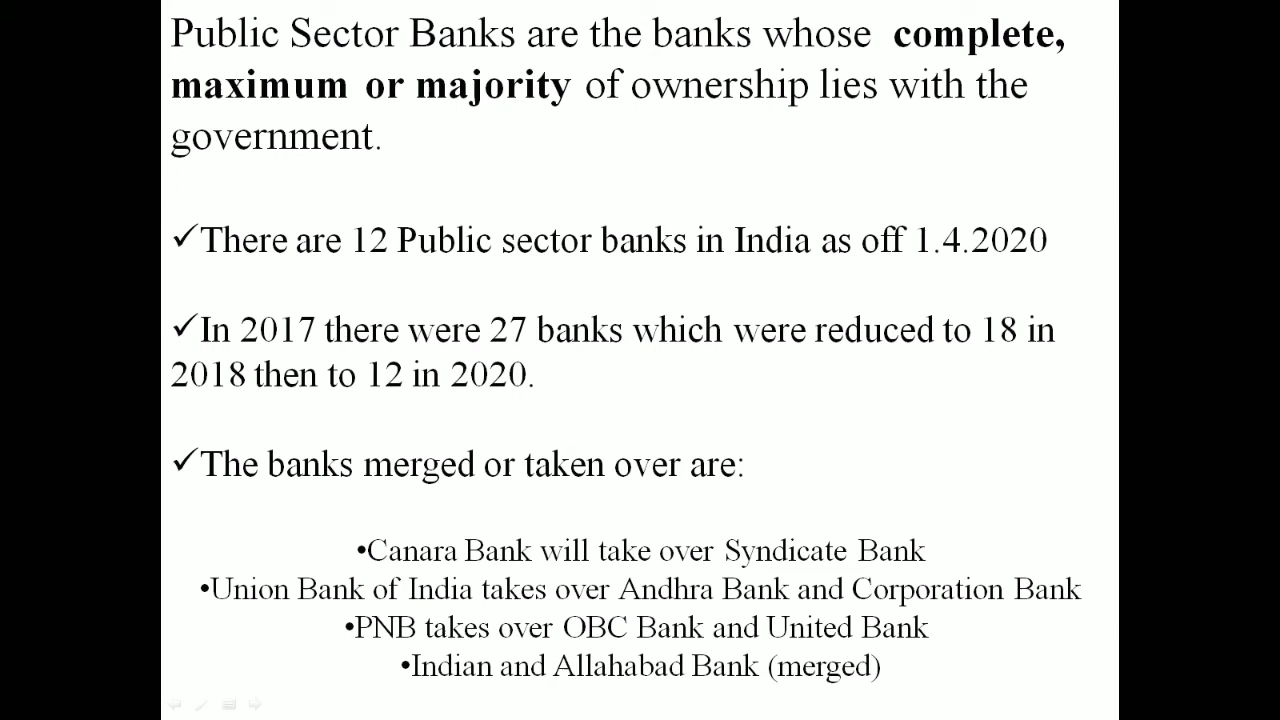 Public Sector Banks are the banks whose complete,
maximum or majority of ownership lies with the
government.
✓There are 12 Public sector banks in India as off 1.4.2020
✓In 2017 there were 27 banks which were reduced to 18 in
2018 then to 12 in 2020.
✓The banks merged or taken over are:
•Canara Bank will take over Syndicate Bank
•Union Bank of India takes over Andhra Bank and Corporation Bank
•PNB takes over OBC Bank and United Bank
•Indian and Allahabad Bank (merged)